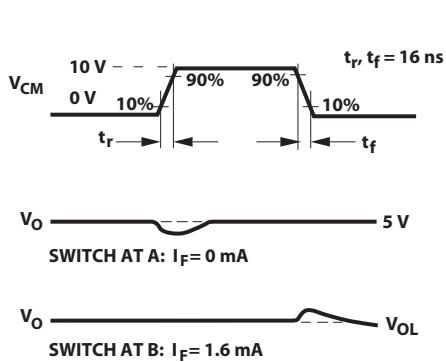 t_r, t_f = 16 ns
10 V
V_CM
90% 90%
0 V 10% 10%
t_r t_f
V_O 5 V
SWITCH AT A: I_F = 0 mA
V_O V_OL
SWITCH AT B: I_F = 1.6 mA